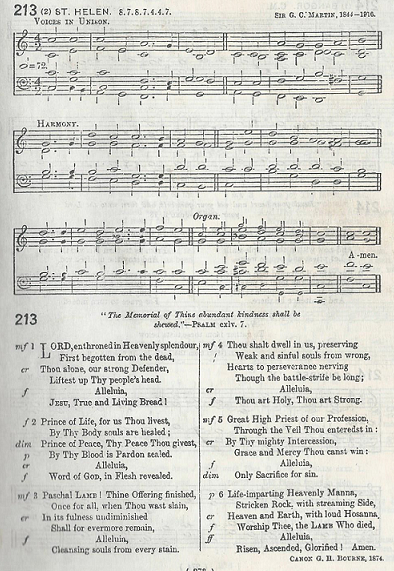 213 (2) ST. HELEN. 8.7.8.7.4.4.7.
SIR G. C. MARTIN, 1844–1916.
VOICES IN UNISON.
=72.
HARMONY.
Organ.
A-men.
213
"The Memorial of Thine abundant kindness shall be
shewed."—PSALM cxlv. 7.
mf 1 LORD, enthroned in Heavenly splendour,
First begotten from the dead,
cr Thou alone, our strong Defender,
Liftest up Thy people's head.
f Alleluia,
JESU, True and Living Bread!
f 2 Prince of Life, for us Thou livest,
By Thy Body souls are healed;
dim Prince of Peace, Thy Peace Thou givest,
p By Thy Blood is Pardon sealed.
cr Alleluia,
f Word of God, in Flesh revealed.
mf 3 Paschal LAMB! Thine Offering finished,
Once for all, when Thou wast slain,
cr In its fulness undiminished
Shall for evermore remain,
f Alleluia,
Cleansing souls from every stain.
mf 4 Thou shalt dwell in us, preserving
Weak and sinful souls from wrong,
Hearts to perseverance nerving
Though the battle-strife be long;
cr Alleluia,
f Thou art Holy, Thou art Strong.
mf 5 Great High Priest of our Profession,
Through the Veil Thou enteredst in:
cr By Thy mighty Intercession,
Grace and Mercy Thou canst win:
f Alleluia,
dim Only Sacrifice for sin.
p 6 Life-imparting Heavenly Manna,
Stricken Rock, with streaming Side,
cr Heaven and Earth, with loud Hosanna,
f Worship Thee, the LAMB Who died,
ff Alleluia,
Risen, Ascended, Glorified! Amen.
CANON G. H. BOURNE, 1874.